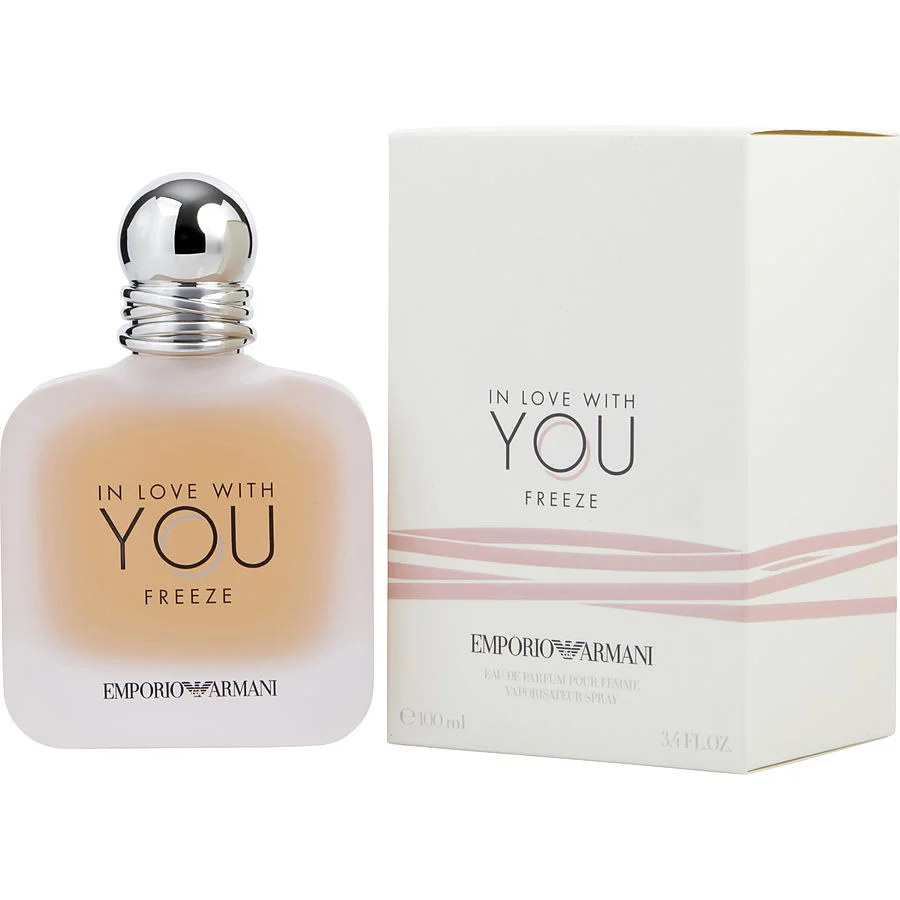 IN LOVE WITH
YOU
FREEZE
EMPORIO ARMANI
IN LOVE WITH
YOU
FREEZE
EMPORIO ARMANI
EAU DE PARFUM POUR FEMME
VAPORISATEUR SPRAY
e 100 ml
3.4 FL.OZ.